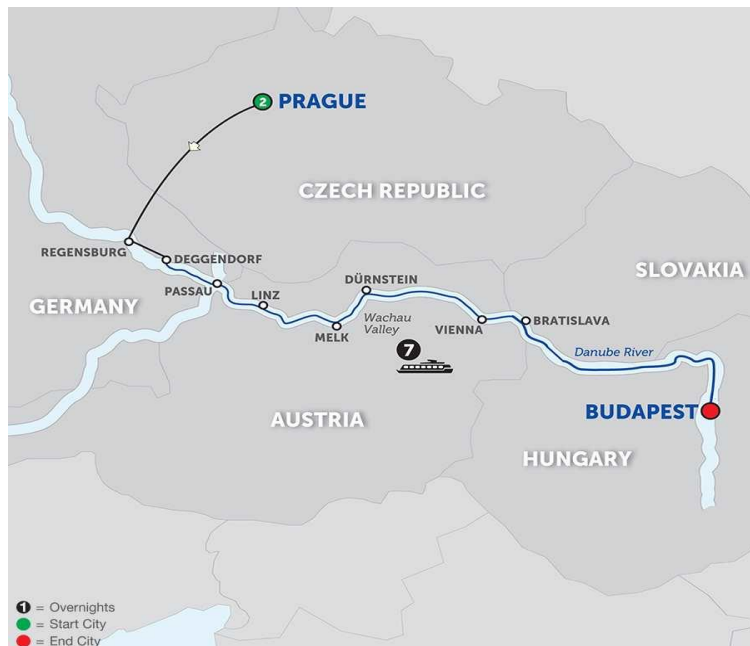 2 PRAGUE
CZECH REPUBLIC
REGENSBURG
DEGGENDORF
SLOVAKIA
DÜRNSTEIN
PASSAU
LINZ
GERMANY
Wachau
Valley
MELK
VIENNA
BRATISLAVA
7
Danube River
BUDAPEST
AUSTRIA
HUNGARY
1 = Overnights
= Start City
= End City